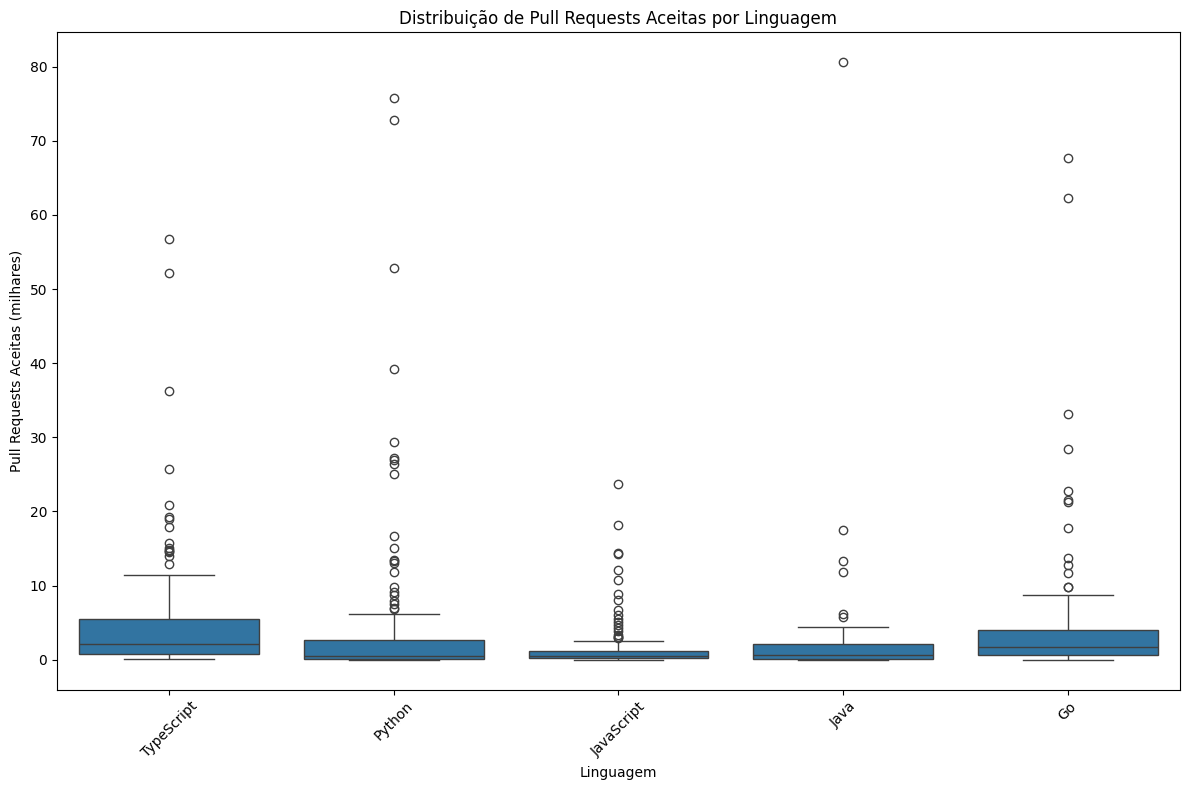 Distribuição de Pull Requests Aceitas por Linguagem
Pull Requests Aceitas (milhares)
80
70
60
50
40
30
20
10
0
TypeScript
Python
JavaScript
Java
Go
Linguagem